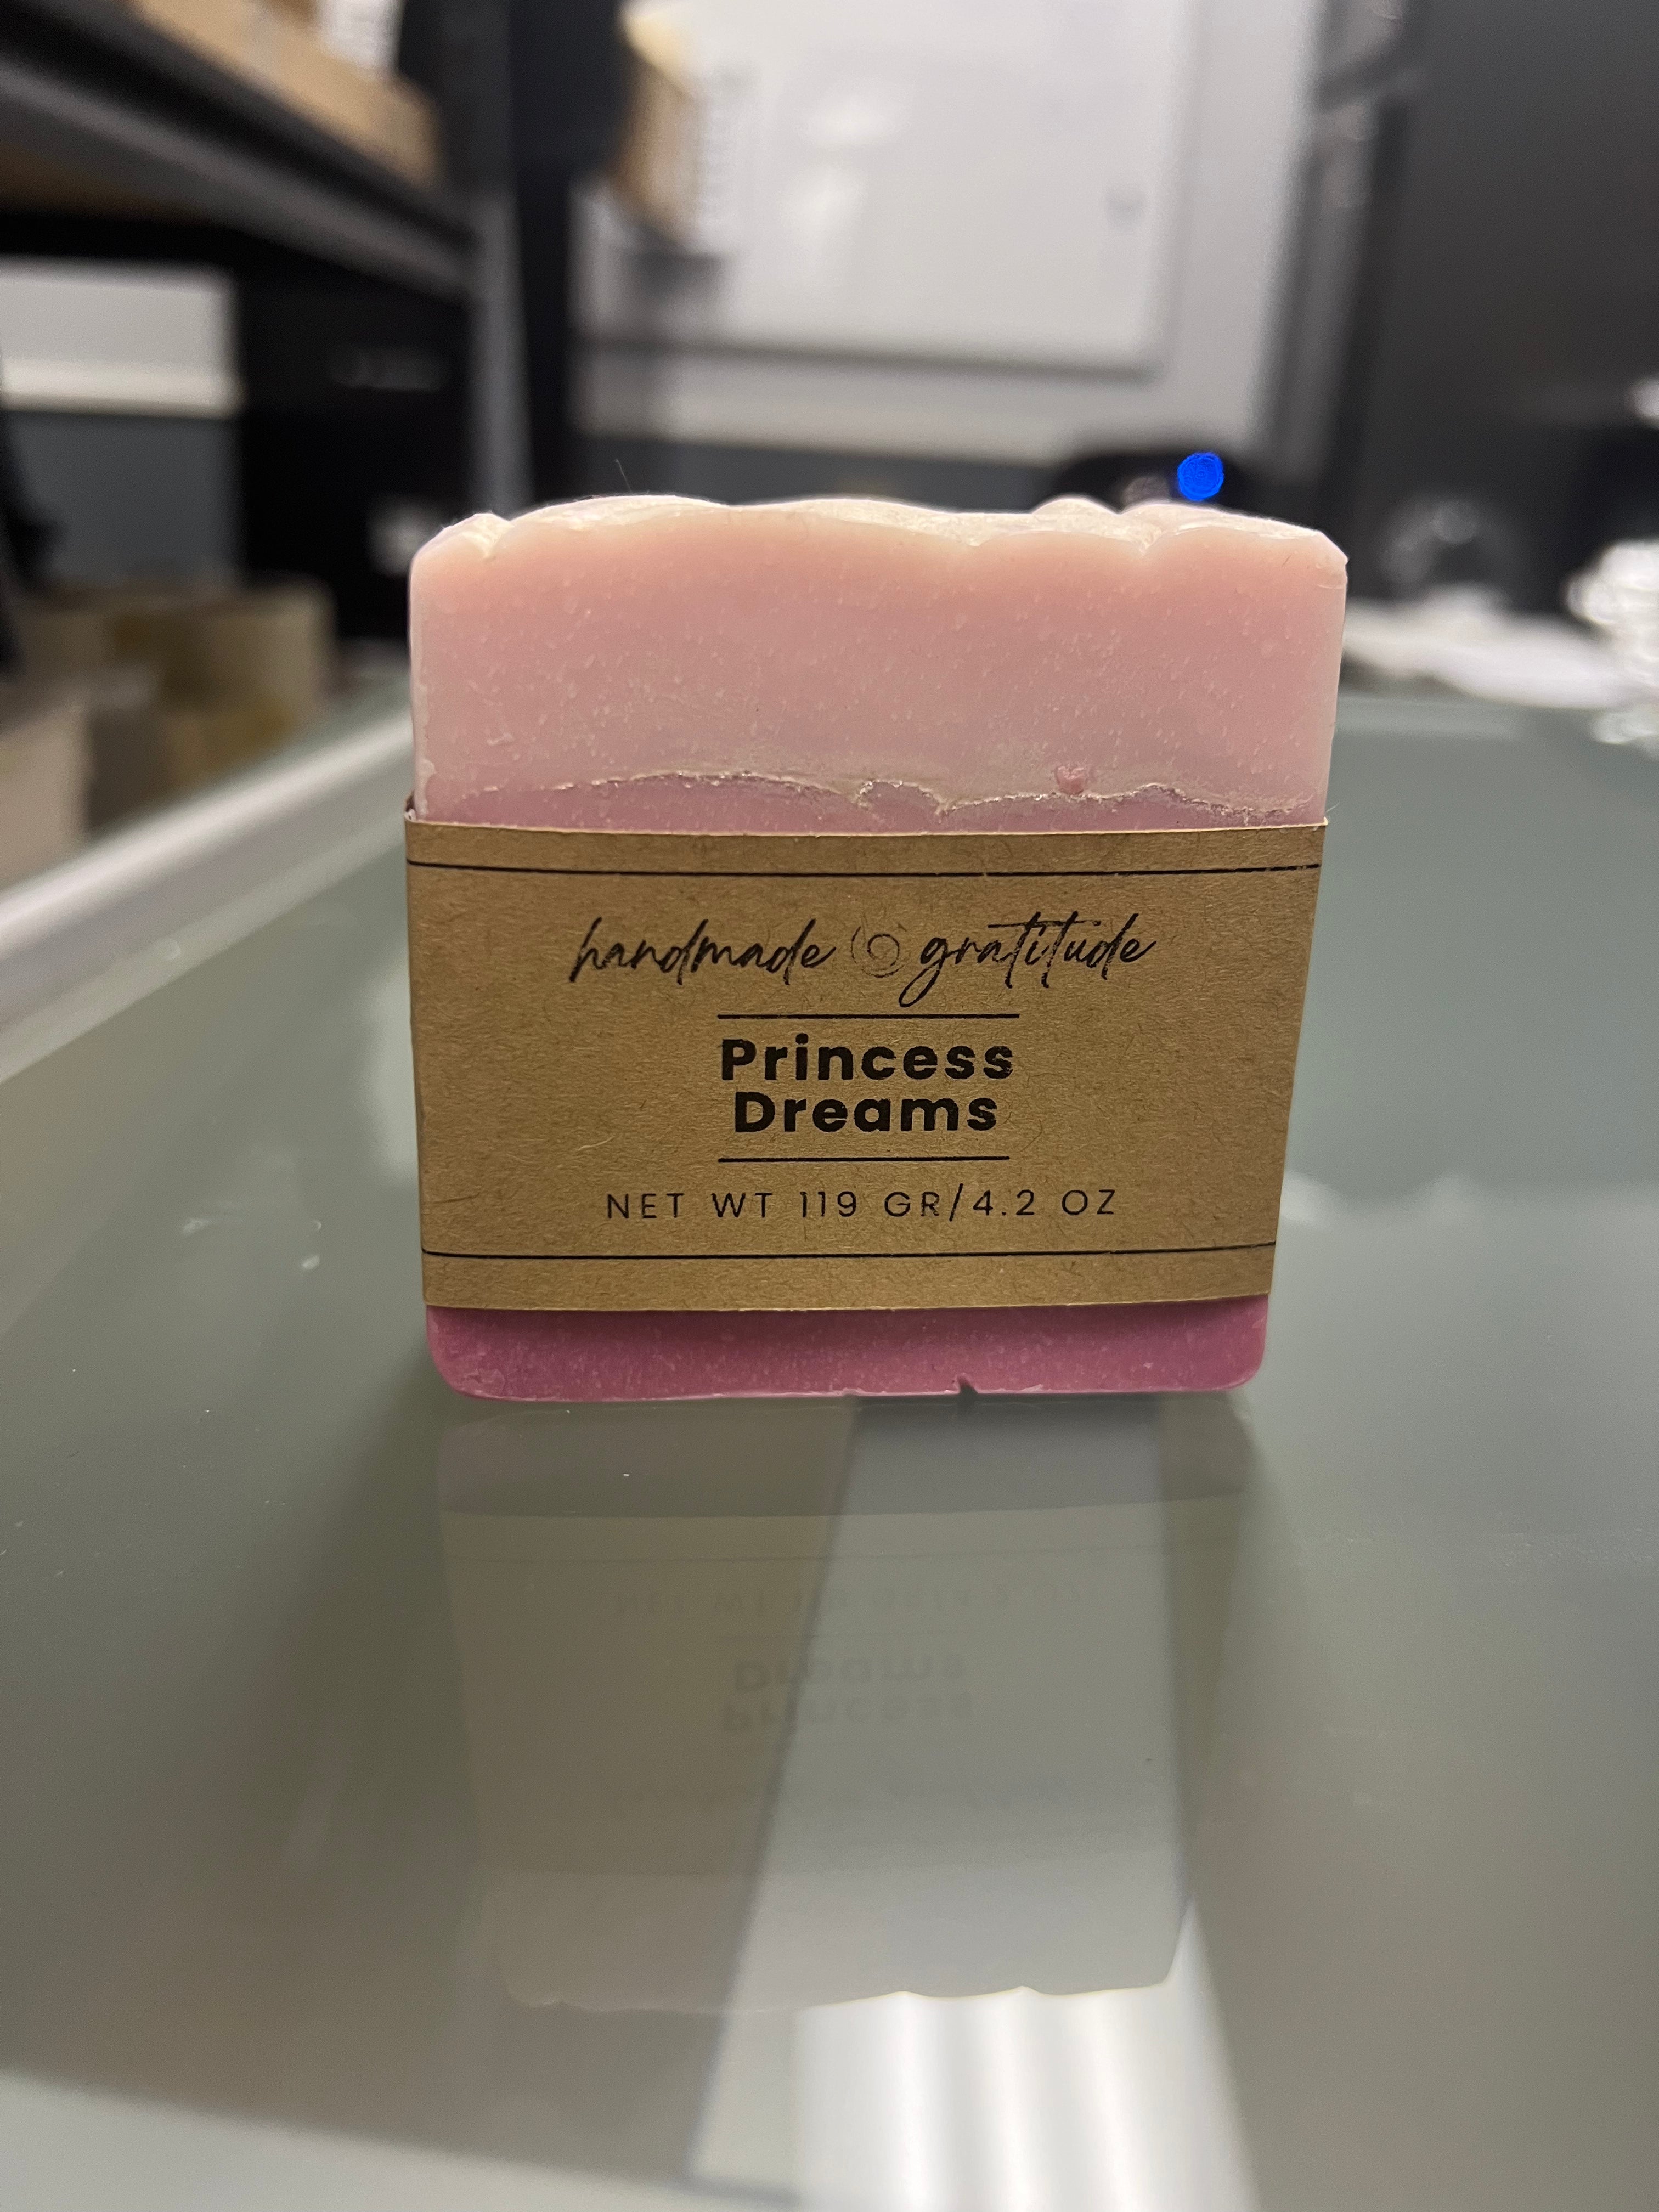 handmade gratitude
Princess
Dreams
NET WT 119 GR/4.2 OZ